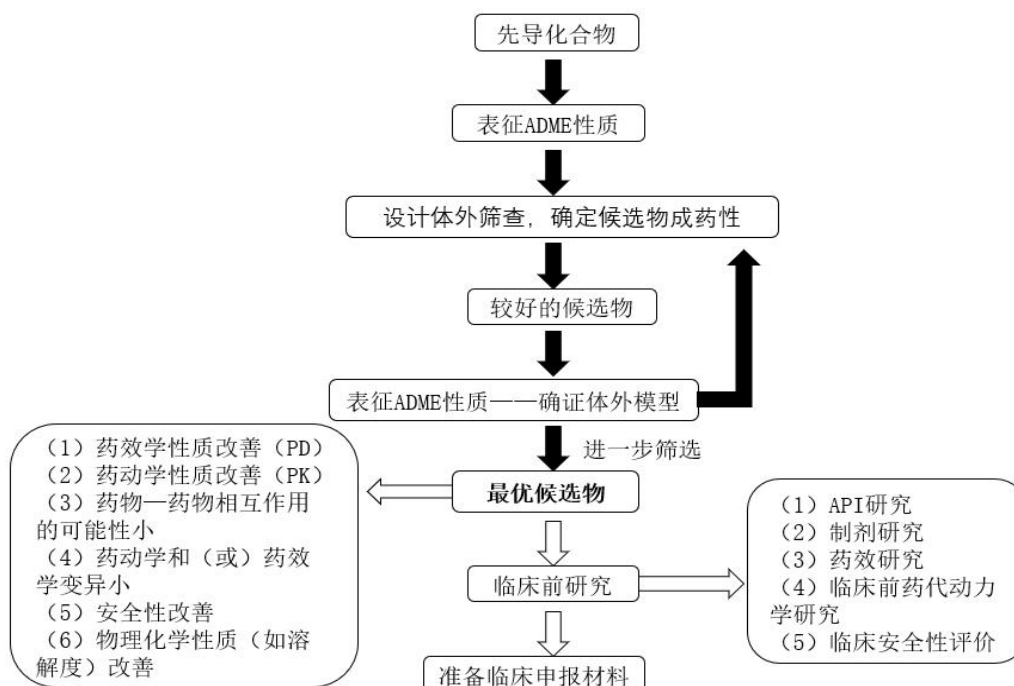 先导化合物
表征ADME性质
设计体外筛查，确定候选物成药性
较好的候选物
表征ADME性质——确证体外模型
进一步筛选
（1）药效学性质改善（PD）
（2）药动学性质改善（PK）
（3）药物—药物相互作用
的可能性小
（4）药动学和（或）药效
学变异小
（5）安全性改善
（6）物理化学性质（如溶
解度）改善
最优候选物
（1）API研究
（2）制剂研究
（3）药效研究
（4）临床前药代动力
学研究
（5）临床安全性评价
临床前研究
准备临床申报材料